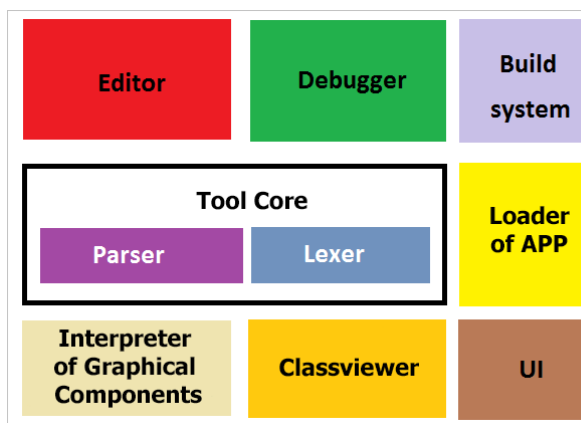 Editor
Debugger
Build
system
Tool Core
Parser
Lexer
Loader
of APP
Interpreter
of Graphical
Components
Classviewer
UI